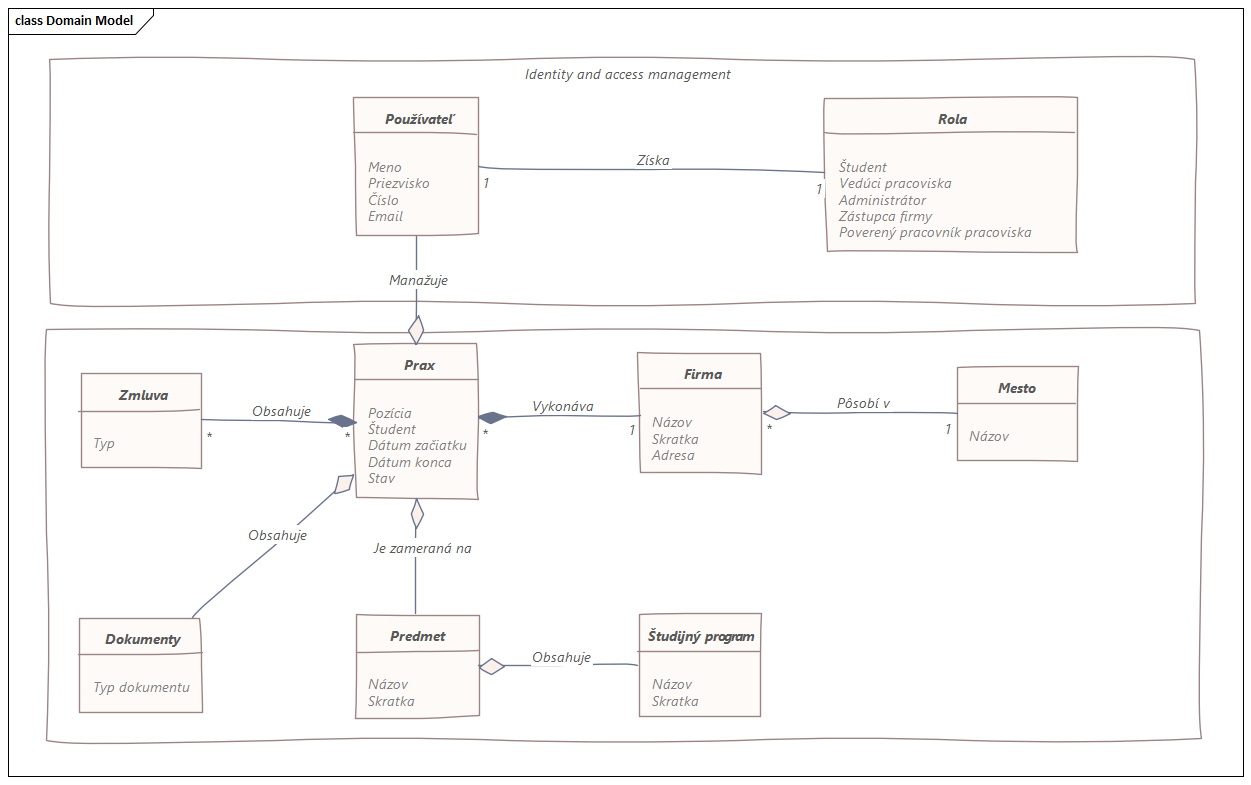 class Domain Model
Identity and access management
Používateľ
Meno
Priezvisko
Číslo
Email
Získa
1
1
Rola
Študent
Vedúci pracoviska
Administrátor
Zástupca firmy
Poverený pracovník pracoviska
Manažuje
Zmluva
Typ
Obsahuje
*
*
Prax
Pozícia
Študent
Dátum začiatku
Dátum konca
Stav
Vykonáva
*
1
Firma
Názov
Skratka
Adresa
Pôsobí v
*
1
Mesto
Názov
Obsahuje
Je zameraná na
Dokumenty
Typ dokumentu
Predmet
Názov
Skratka
Obsahuje
Študijný program
Názov
Skratka